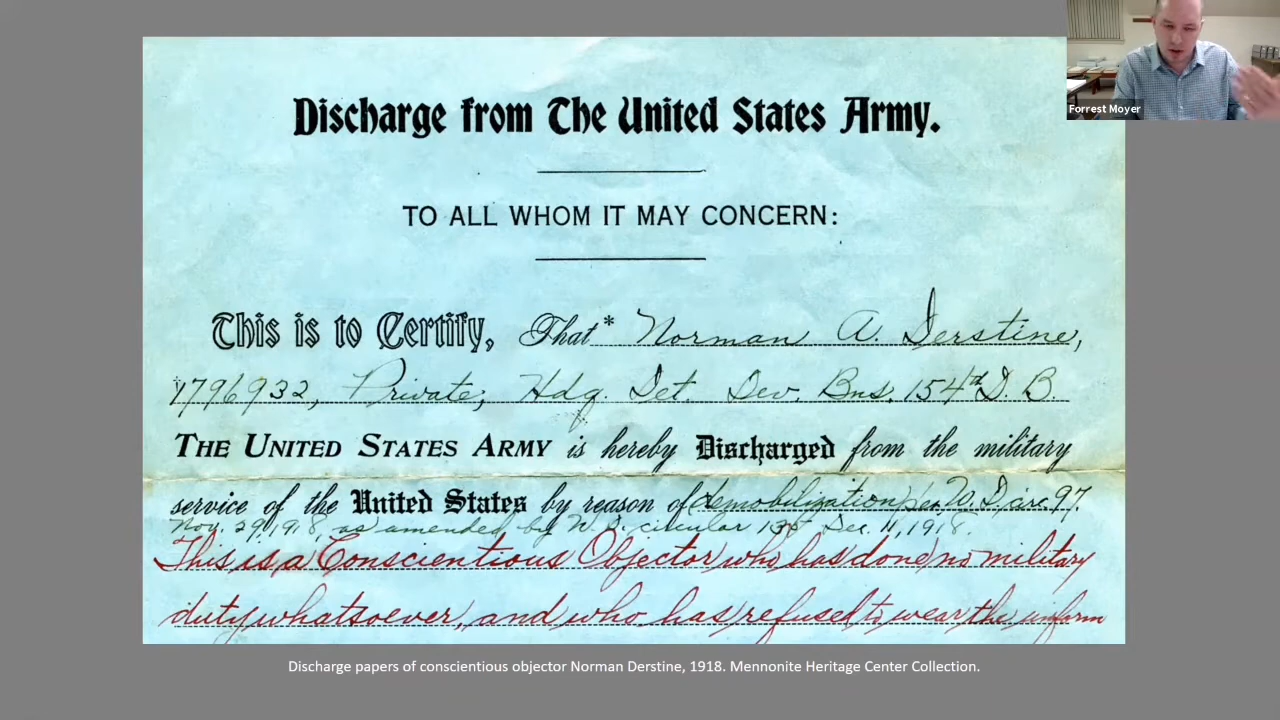 Forrest Moyer
Discharge from The United States Army.
TO ALL WHOM IT MAY CONCERN:
This is to Certify, That* Norman A. Derstine,
1796932, Private, Hdq. Det. Dev. Bns. 154th D. B.
THE UNITED STATES ARMY is hereby Discharged from the military
service of the United States by reason of demobilization per W. D. circ. 97.
Nov. 29, 1918, as amended by W. D. circular 135 Dec. 11, 1918.
This is a Conscientious Objector who has done no military
duty whatsoever, and who has refused to wear the uniform
Discharge papers of conscientious objector Norman Derstine, 1918. Mennonite Heritage Center Collection.